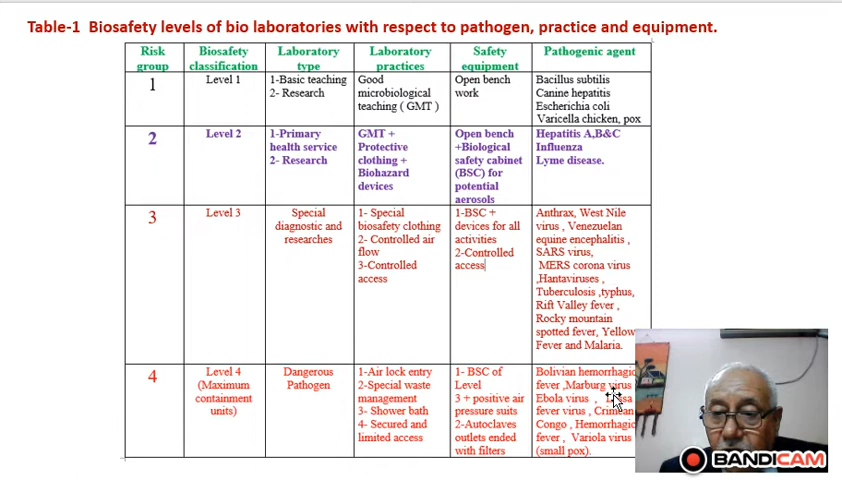 Table-1 Biosafety levels of bio laboratories with respect to pathogen, practice and equipment.
Risk group
Biosafety classification
Laboratory type
Laboratory practices
Safety equipment
Pathogenic agent
1
Level 1
1-Basic teaching
2- Research
Good
microbiological
teaching ( GMT )
Open bench
work
Bacillus subtilis
Canine hepatitis
Escherichia coli
Varicella chicken, pox
2
Level 2
1-Primary
health service
2- Research
GMT +
Protective
clothing +
Biohazard
devices
Open bench
+Biological
safety cabinet
(BSC) for
potential
aerosols
Hepatitis A,B&C
Influenza
Lyme disease.
3
Level 3
Special
diagnostic and
researches
1- Special
biosafety clothing
2- Controlled air
flow
3-Controlled
access
1-BSC +
devices for all
activities
2-Controlled
access
Anthrax, West Nile
virus , Venezuelan
equine encephalitis ,
SARS virus,
MERS corona virus
,Hantaviruses ,
Tuberculosis ,typhus,
Rift Valley fever ,
Rocky mountain
spotted fever, Yellow
Fever and Malaria.
4
Level 4
(Maximum
containment
units)
Dangerous
Pathogen
1-Air lock entry
2-Special waste
management
3- Shower bath
4- Secured and
limited access
1- BSC of
Level
3 + positive air
pressure suits
2-Autoclaves
outlets ended
with filters
Bolivian hemorrhagic
fever ,Marburg virus
Ebola virus ,
fever virus , Crimean
Congo , Hemorrhagic
fever , Variola virus
(small pox).
BANDICAM